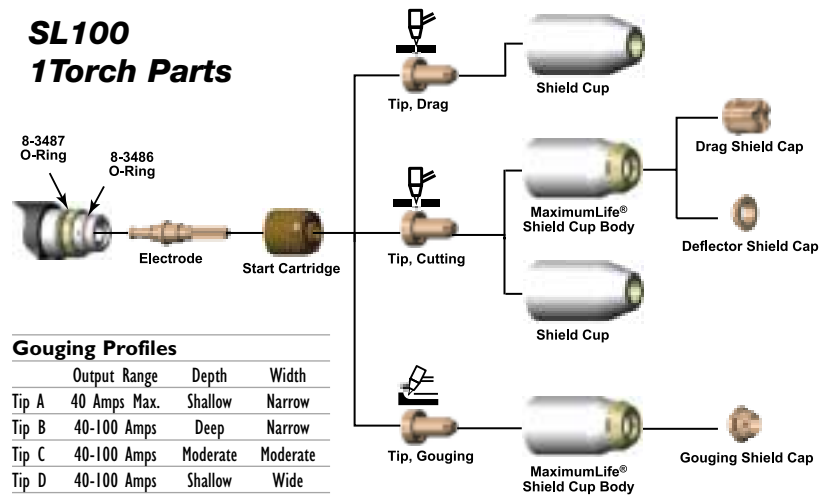 SL100
1Torch Parts
8-3487
O-Ring
8-3486
O-Ring
Electrode
Start Cartridge
Tip, Drag
Shield Cup
Tip, Cutting
MaximumLife®
Shield Cup Body
Drag Shield Cap
Deflector Shield Cap
Shield Cup
Tip, Gouging
MaximumLife®
Shield Cup Body
Gouging Shield Cap
Gouging Profiles
Output Range Depth Width
Tip A 40 Amps Max. Shallow Narrow
Tip B 40-100 Amps Deep Narrow
Tip C 40-100 Amps Moderate Moderate
Tip D 40-100 Amps Shallow Wide